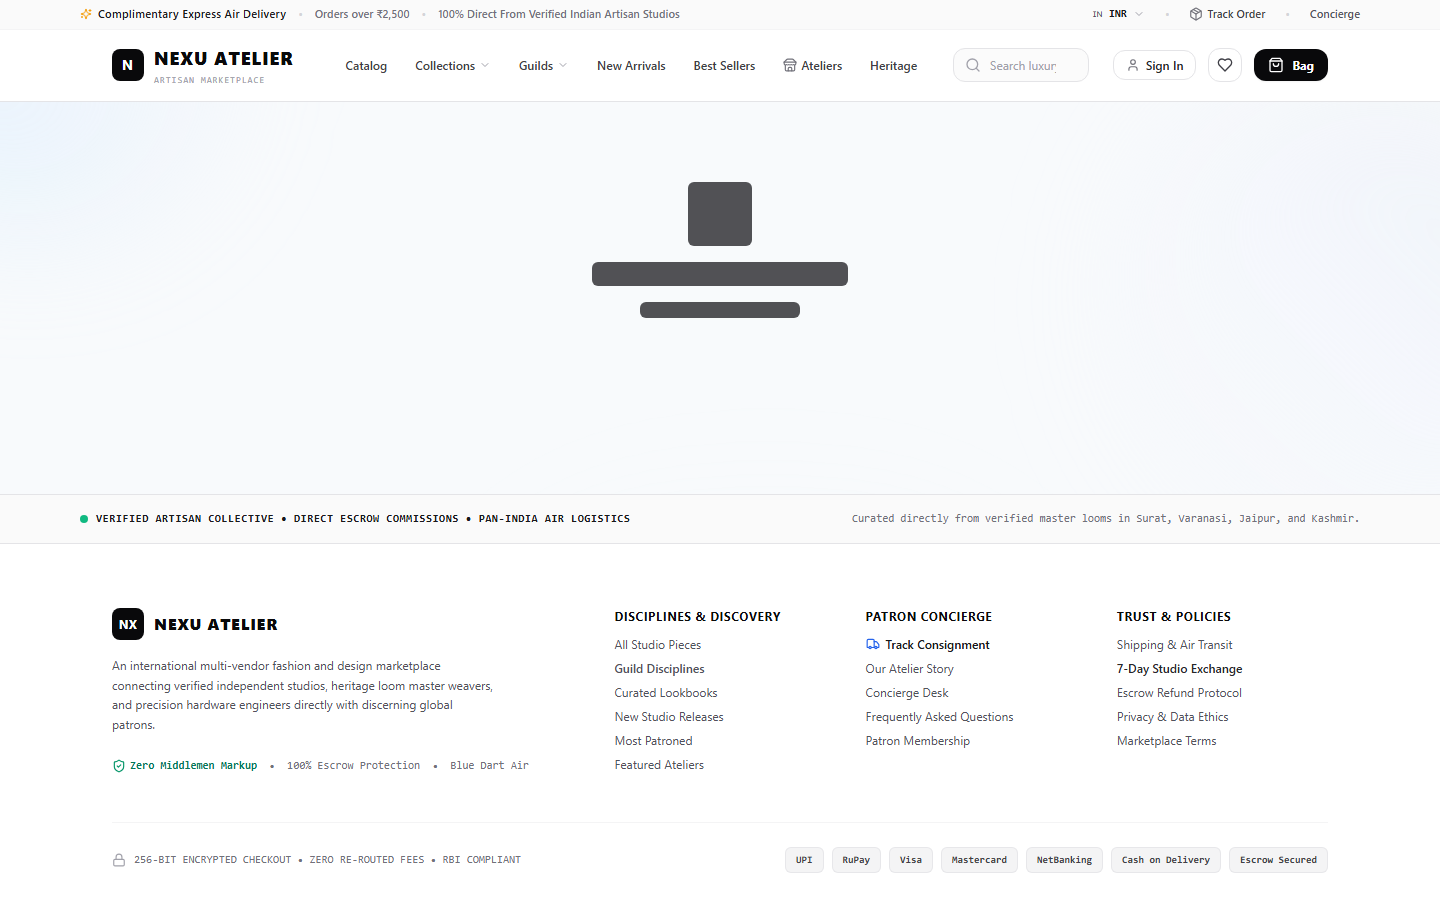 Complimentary Express Air Delivery • Orders over ₹2,500 • 100% Direct From Verified Indian Artisan Studios
IN INR • Track Order • Concierge
N NEXU ATELIER
ARTISAN MARKETPLACE
Catalog Collections Guilds New Arrivals Best Sellers Ateliers Heritage
Search luxur
Sign In
Bag
VERIFIED ARTISAN COLLECTIVE • DIRECT ESCROW COMMISSIONS • PAN-INDIA AIR LOGISTICS
Curated directly from verified master looms in Surat, Varanasi, Jaipur, and Kashmir.
NX NEXU ATELIER
An international multi-vendor fashion and design marketplace
connecting verified independent studios, heritage loom master weavers,
and precision hardware engineers directly with discerning global
patrons.
Zero Middlemen Markup • 100% Escrow Protection • Blue Dart Air
DISCIPLINES & DISCOVERY
All Studio Pieces
Guild Disciplines
Curated Lookbooks
New Studio Releases
Most Patroned
Featured Ateliers
PATRON CONCIERGE
Track Consignment
Our Atelier Story
Concierge Desk
Frequently Asked Questions
Patron Membership
TRUST & POLICIES
Shipping & Air Transit
7-Day Studio Exchange
Escrow Refund Protocol
Privacy & Data Ethics
Marketplace Terms
256-BIT ENCRYPTED CHECKOUT • ZERO RE-ROUTED FEES • RBI COMPLIANT
UPI RuPay Visa Mastercard NetBanking Cash on Delivery Escrow Secured